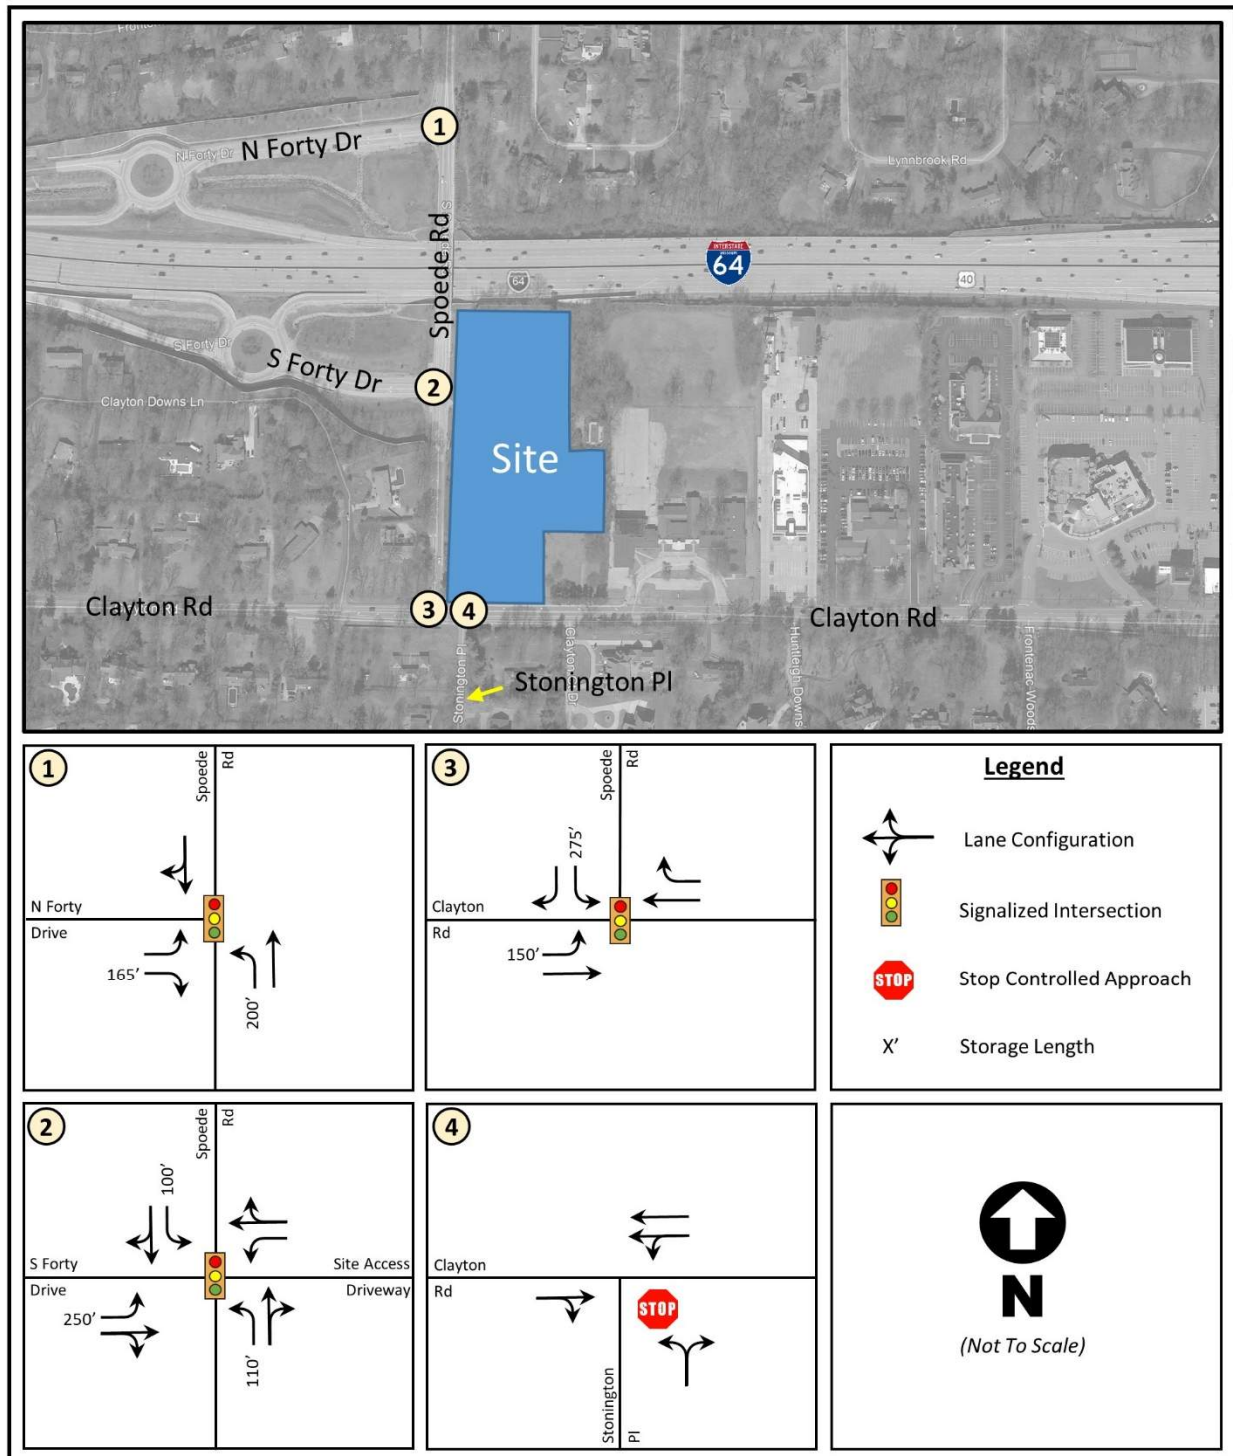 N Forty Dr
N Forty Dr
1
Lynnbrook Rd
Spoede Rd
INTERSTATE
64
64
40
S Forty Dr
S Forty Dr
2
Clayton Downs Ln
Site
Clayton Rd
3
4
Clayton Rd
Stonington Pl
Stonington Pl
Huntleigh Downs
Frontenac Woods
1
Spoede
Rd
N Forty
Drive
165'
200'
3
Spoede
Rd
275'
Clayton
Rd
150'
Legend
Lane Configuration
Signalized Intersection
STOP
Stop Controlled Approach
X'
Storage Length
2
Spoede
Rd
100'
S Forty
Drive
Site Access
Driveway
250'
110'
4
Clayton
Rd
STOP
Stonington
Pl
N
(Not To Scale)